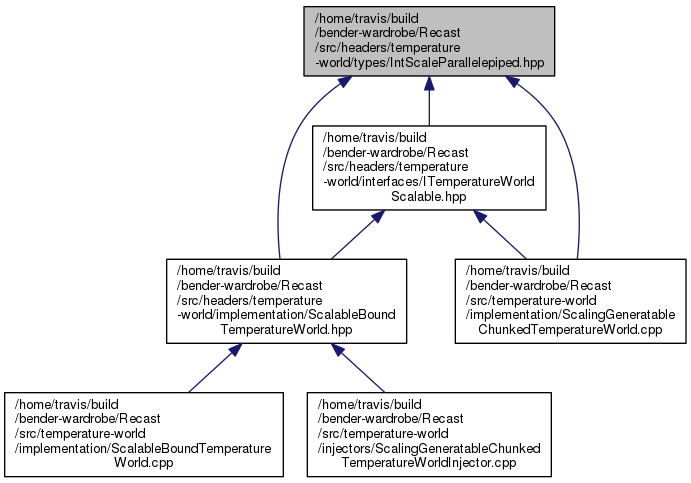 /home/travis/build
/bender-wardrobe/Recast
/src/headers/temperature
-world/types/IntScaleParallelepiped.hpp
/home/travis/build
/bender-wardrobe/Recast
/src/headers/temperature
-world/interfaces/ITemperatureWorld
Scalable.hpp
/home/travis/build
/bender-wardrobe/Recast
/src/headers/temperature
-world/implementation/ScalableBound
TemperatureWorld.hpp
/home/travis/build
/bender-wardrobe/Recast
/src/temperature-world
/implementation/ScalingGeneratable
ChunkedTemperatureWorld.cpp
/home/travis/build
/bender-wardrobe/Recast
/src/temperature-world
/implementation/ScalableBoundTemperature
World.cpp
/home/travis/build
/bender-wardrobe/Recast
/src/temperature-world
/injectors/ScalingGeneratableChunked
TemperatureWorldInjector.cpp